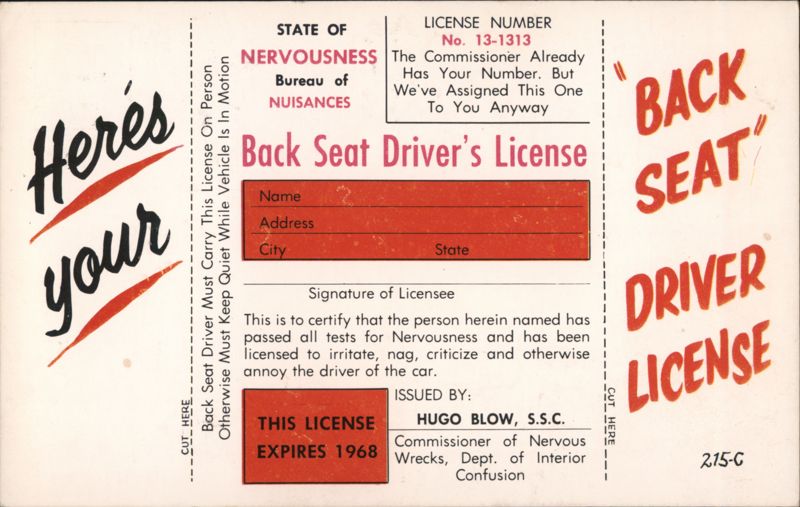 Here's
your
CUT HERE
Back Seat Driver Must Carry This License On Person
Otherwise Must Keep Quiet While Vehicle Is In Motion
STATE OF
NERVOUSNESS
Bureau of
NUISANCES
LICENSE NUMBER
No. 13-1313
The Commissioner Already
Has Your Number. But
We've Assigned This One
To You Anyway
Back Seat Driver's License
Name
Address
City State
Signature of Licensee
This is to certify that the person herein named has
passed all tests for Nervousness and has been
licensed to irritate, nag, criticize and otherwise
annoy the driver of the car.
THIS LICENSE
EXPIRES 1968
ISSUED BY:
HUGO BLOW, S.S.C.
Commissioner of Nervous
Wrecks, Dept. of Interior
Confusion
CUT HERE
"BACK
SEAT"
DRIVER
LICENSE
215-C